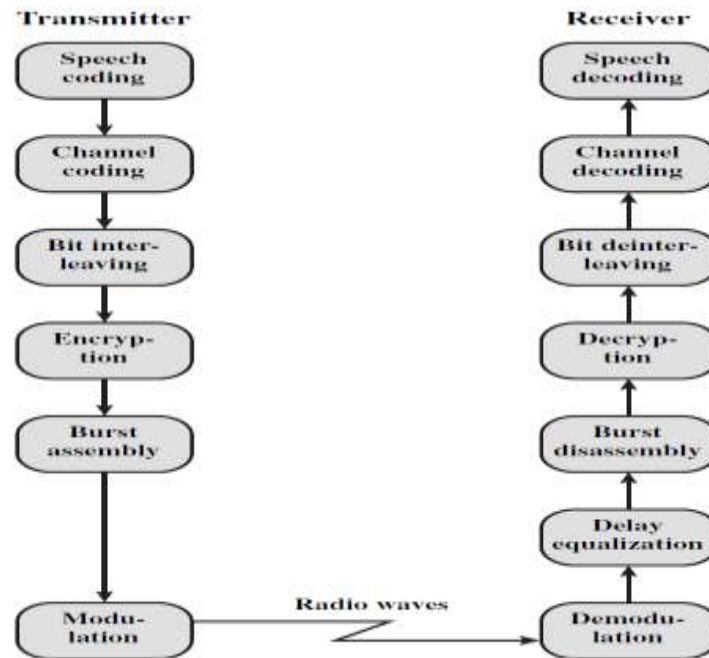 Transmitter
Speech
coding
Channel
coding
Bit inter-
leaving
Encryp-
tion
Burst
assembly
Modu-
lation
Radio waves
Receiver
Speech
decoding
Channel
decoding
Bit deinter-
leaving
Decryp-
tion
Burst
disassembly
Delay
equalization
Demodu-
lation